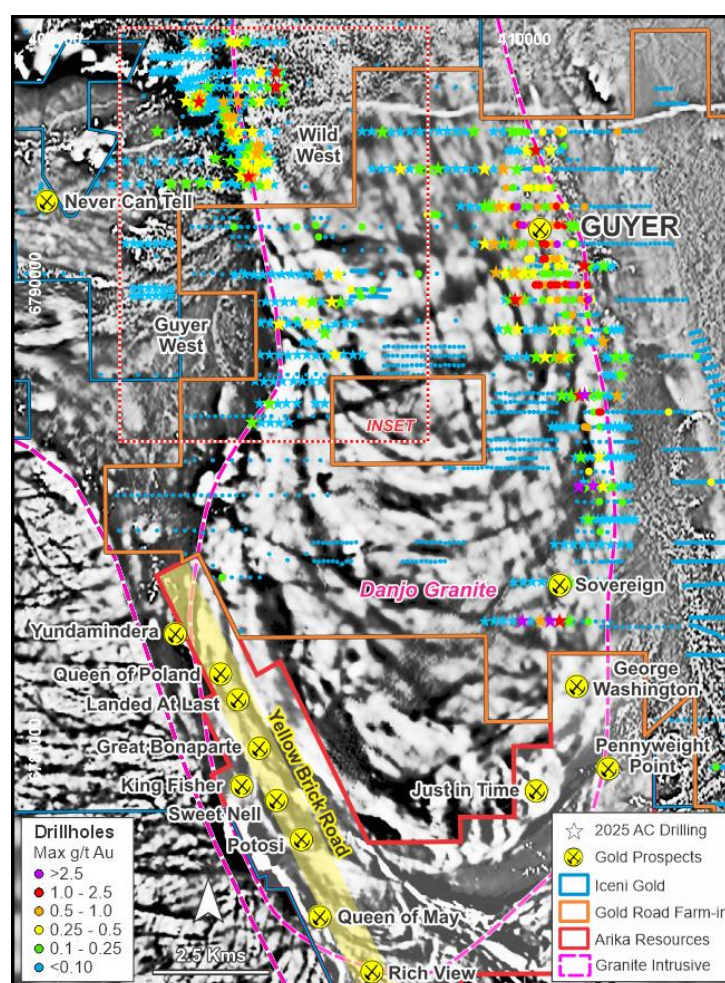 400000
410000
Wild
West
Never Can Tell
GUYER
6790000
Guyer
West
INSET
Danjo Granite
Sovereign
Yundamindera
Queen of Poland
George
Washington
Landed At Last
Yellow Brick Road
Great Bonaparte
Pennyweight
Point
6780000
King Fisher
Just in Time
Sweet Nell
Potosi
Queen of May
Rich View
Drillholes
Max g/t Au
>2.5
1.0 - 2.5
0.5 - 1.0
0.25 - 0.5
0.1 - 0.25
<0.10
2.5 Kms
2025 AC Drilling
Gold Prospects
Iceni Gold
Gold Road Farm-in
Arika Resources
Granite Intrusive